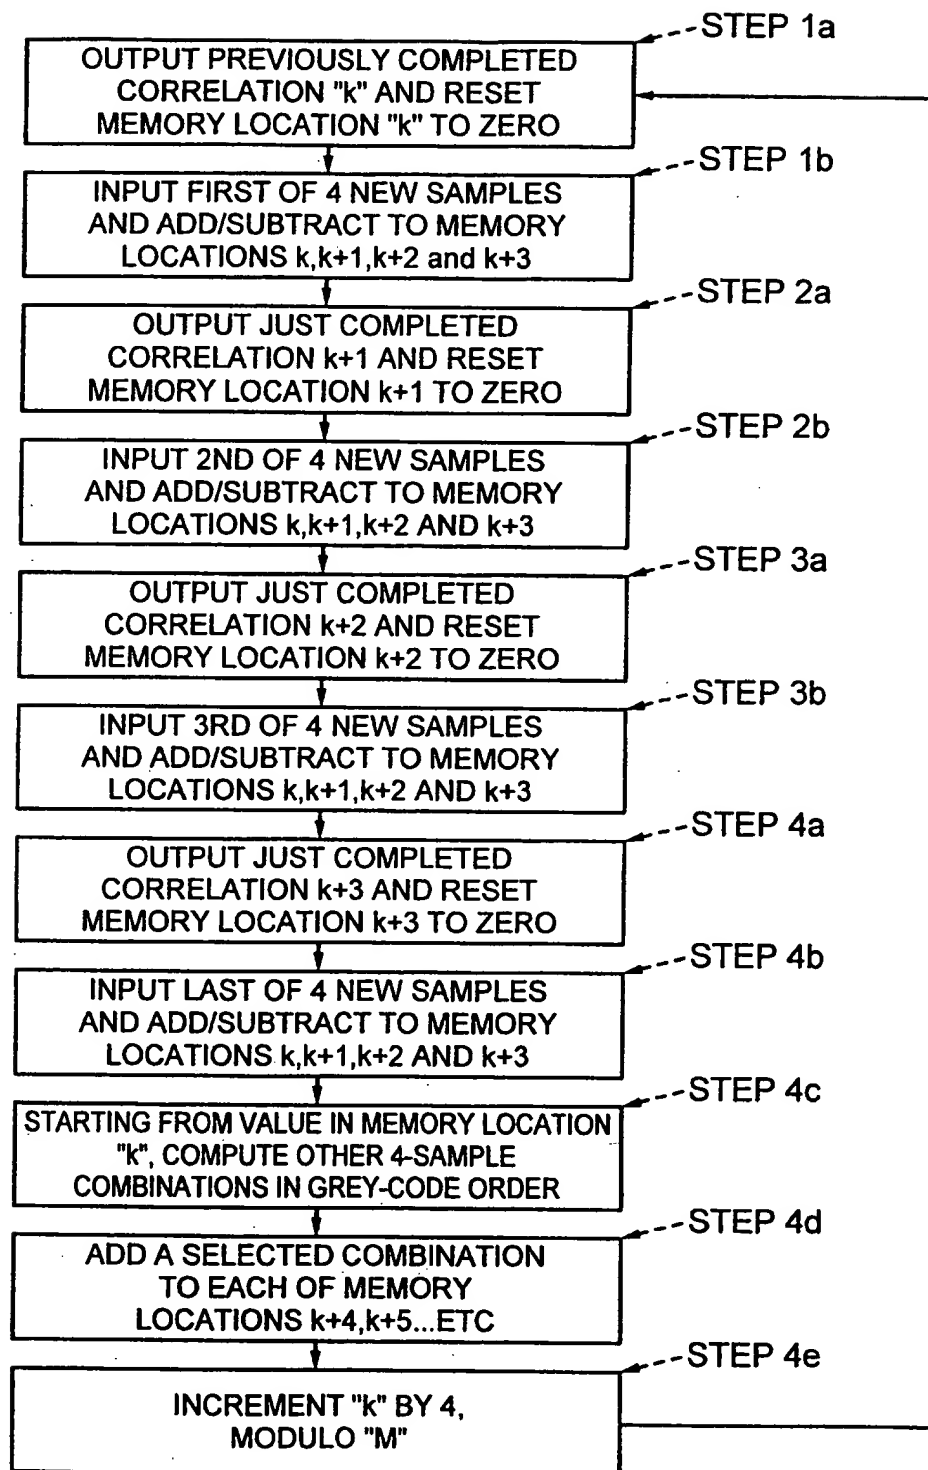 STEP 1a
OUTPUT PREVIOUSLY COMPLETED
CORRELATION "k" AND RESET
MEMORY LOCATION "k" TO ZERO
STEP 1b
INPUT FIRST OF 4 NEW SAMPLES
AND ADD/SUBTRACT TO MEMORY
LOCATIONS k,k+1,k+2 and k+3
STEP 2a
OUTPUT JUST COMPLETED
CORRELATION k+1 AND RESET
MEMORY LOCATION k+1 TO ZERO
STEP 2b
INPUT 2ND OF 4 NEW SAMPLES
AND ADD/SUBTRACT TO MEMORY
LOCATIONS k,k+1,k+2 AND k+3
STEP 3a
OUTPUT JUST COMPLETED
CORRELATION k+2 AND RESET
MEMORY LOCATION k+2 TO ZERO
STEP 3b
INPUT 3RD OF 4 NEW SAMPLES
AND ADD/SUBTRACT TO MEMORY
LOCATIONS k,k+1,k+2 AND k+3
STEP 4a
OUTPUT JUST COMPLETED
CORRELATION k+3 AND RESET
MEMORY LOCATION k+3 TO ZERO
STEP 4b
INPUT LAST OF 4 NEW SAMPLES
AND ADD/SUBTRACT TO MEMORY
LOCATIONS k,k+1,k+2 AND k+3
STEP 4c
STARTING FROM VALUE IN MEMORY LOCATION
"k", COMPUTE OTHER 4-SAMPLE
COMBINATIONS IN GREY-CODE ORDER
STEP 4d
ADD A SELECTED COMBINATION
TO EACH OF MEMORY
LOCATIONS k+4,k+5...ETC
STEP 4e
INCREMENT "k" BY 4,
MODULO "M"